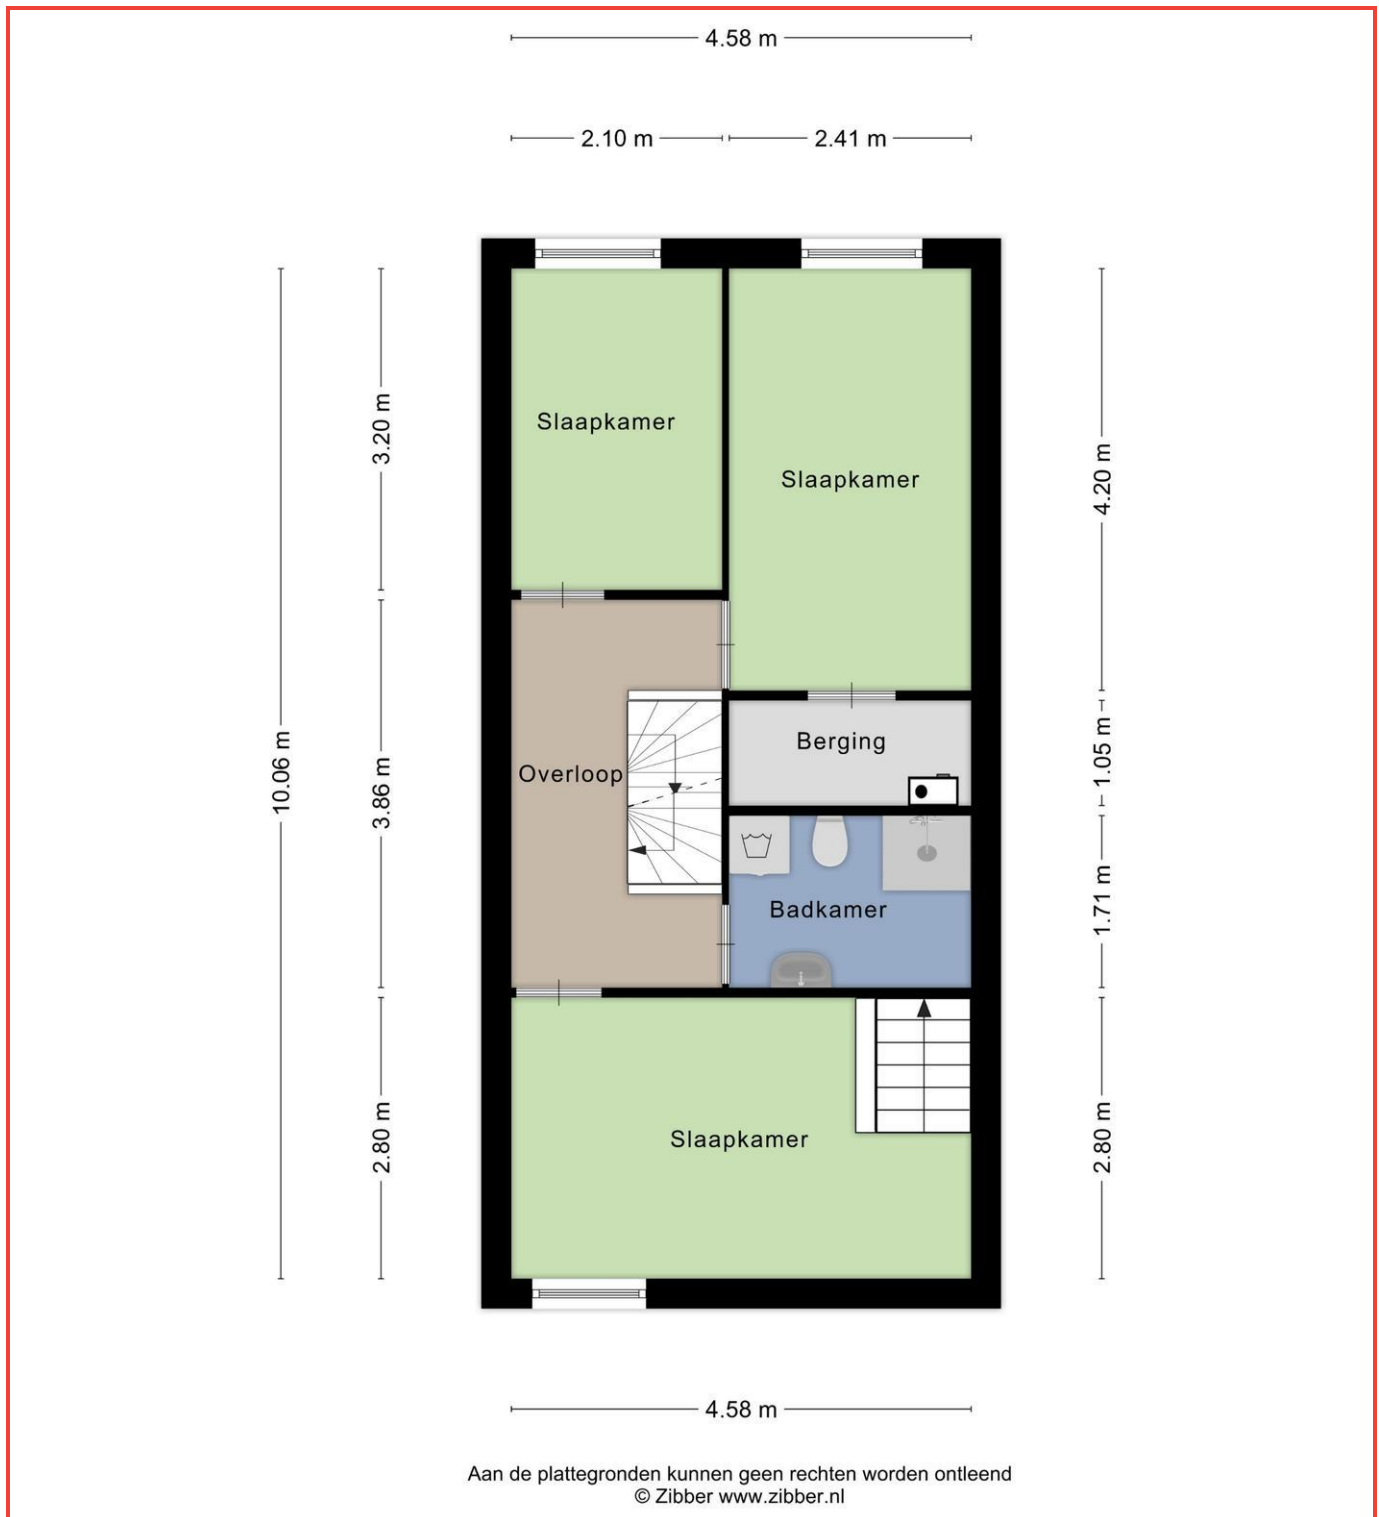 4.58 m
2.10 m
2.41 m
Slaapkamer
3.20 m
Slaapkamer
4.20 m
Berging
1.05 m
Overloop
10.06 m
3.86 m
Badkamer
1.71 m
Slaapkamer
2.80 m
2.80 m
4.58 m
Aan de plattegronden kunnen geen rechten worden ontleend
© Zibber www.zibber.nl